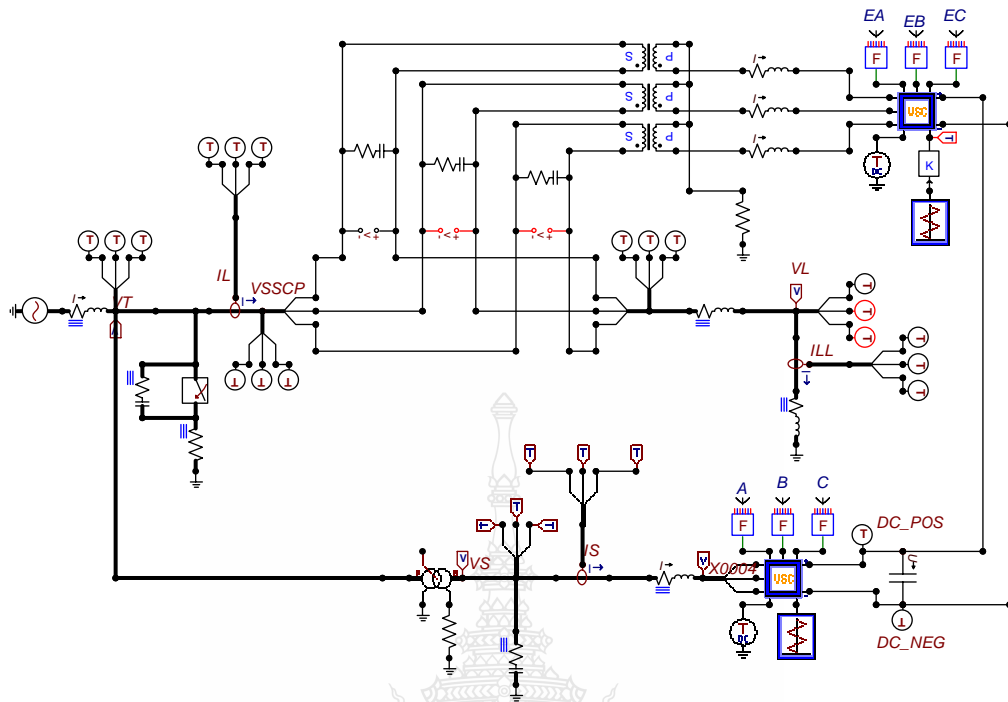 EA
EB
EC
F
F
F
I
S
P
S
P
I
VSC
T
T
T
S
P
I
T
T
DC
K
- V +
- V +
- V +
T
T
T
T
T
T
IL
I
VSSCP
VL
V
T
I
VT
V
T
I
T
T
T
T
ILL
T
T
I
T
T
T
T
A
B
C
F
F
F
T
DC_POS
T
T
T
IS
I
VS
V
I
V
X0004
VSC
U
T
DC
T
DC_NEG